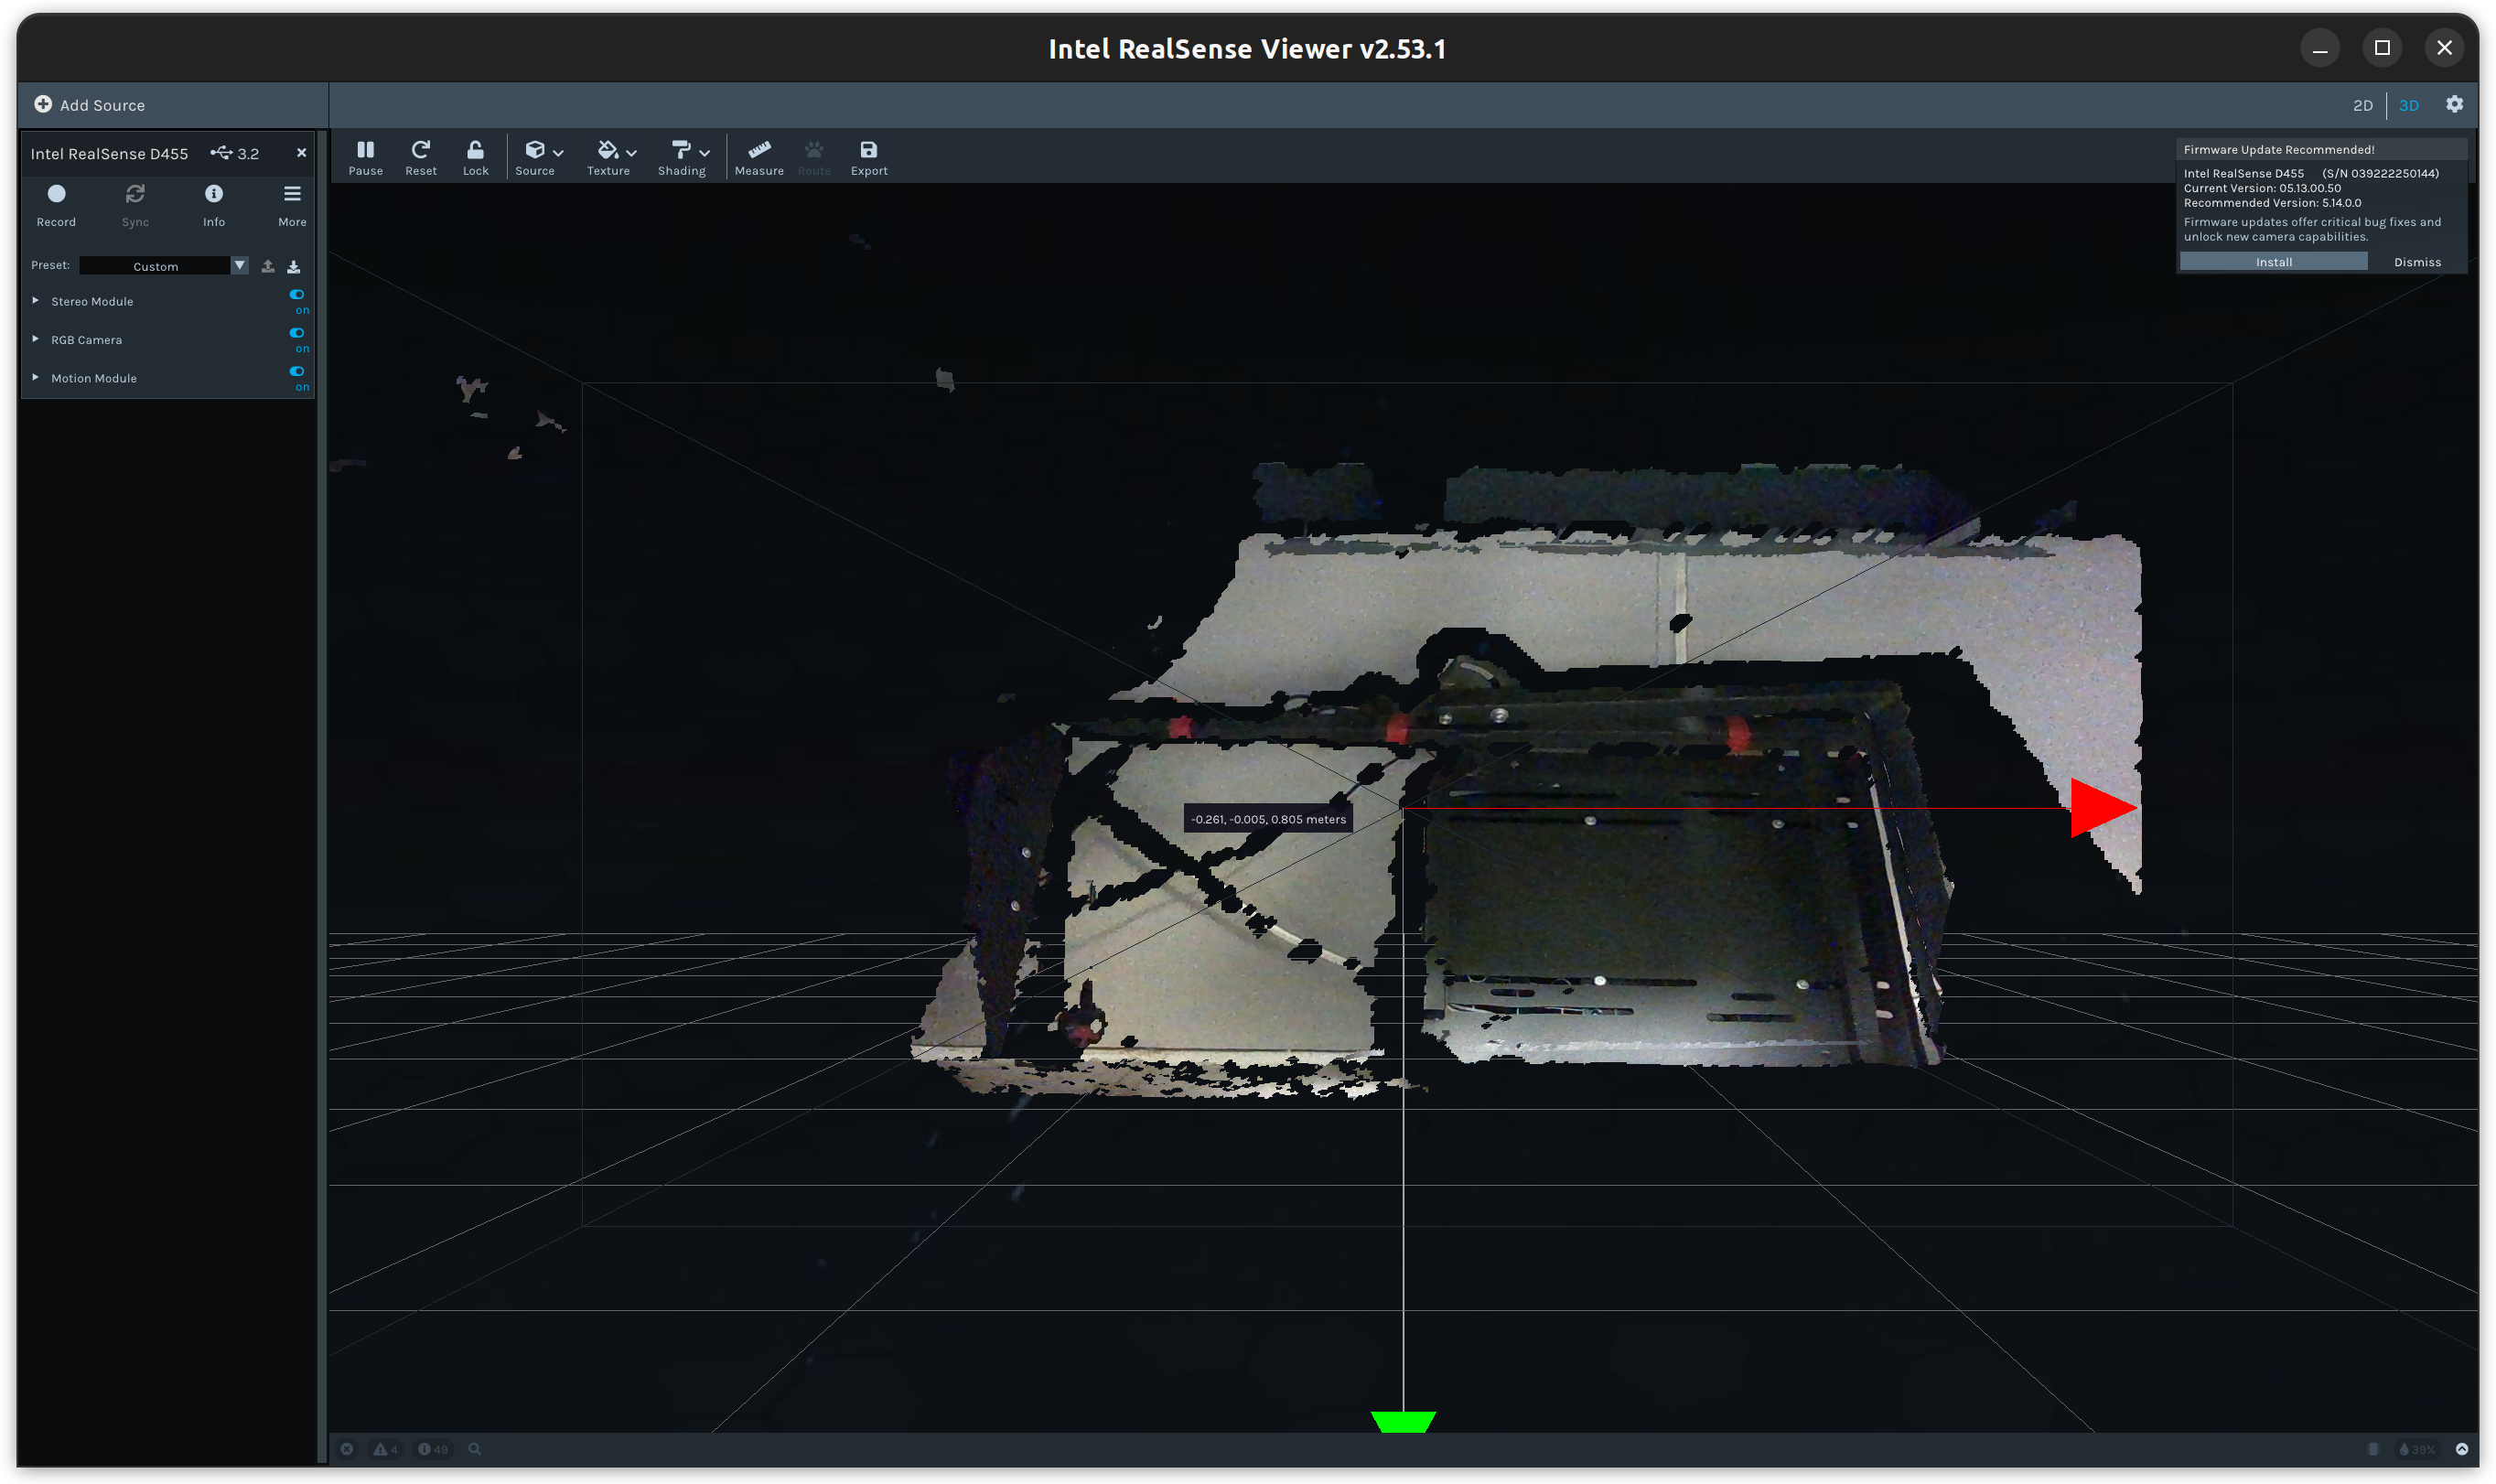 Intel RealSense Viewer v2.53.1
Add Source
2D 3D
Intel RealSense D455 3.2
Record Sync Info More
Preset: Custom
Stereo Module on
RGB Camera on
Motion Module on
Pause Reset Lock Source Texture Shading Measure Route Export
Firmware Update Recommended!
Intel RealSense D455 (S/N 039222250144)
Current Version: 05.13.00.50
Recommended Version: 5.14.0.0
Firmware updates offer critical bug fixes and
unlock new camera capabilities.
Install Dismiss
-0.261, -0.005, 0.805 meters
4 49 39%